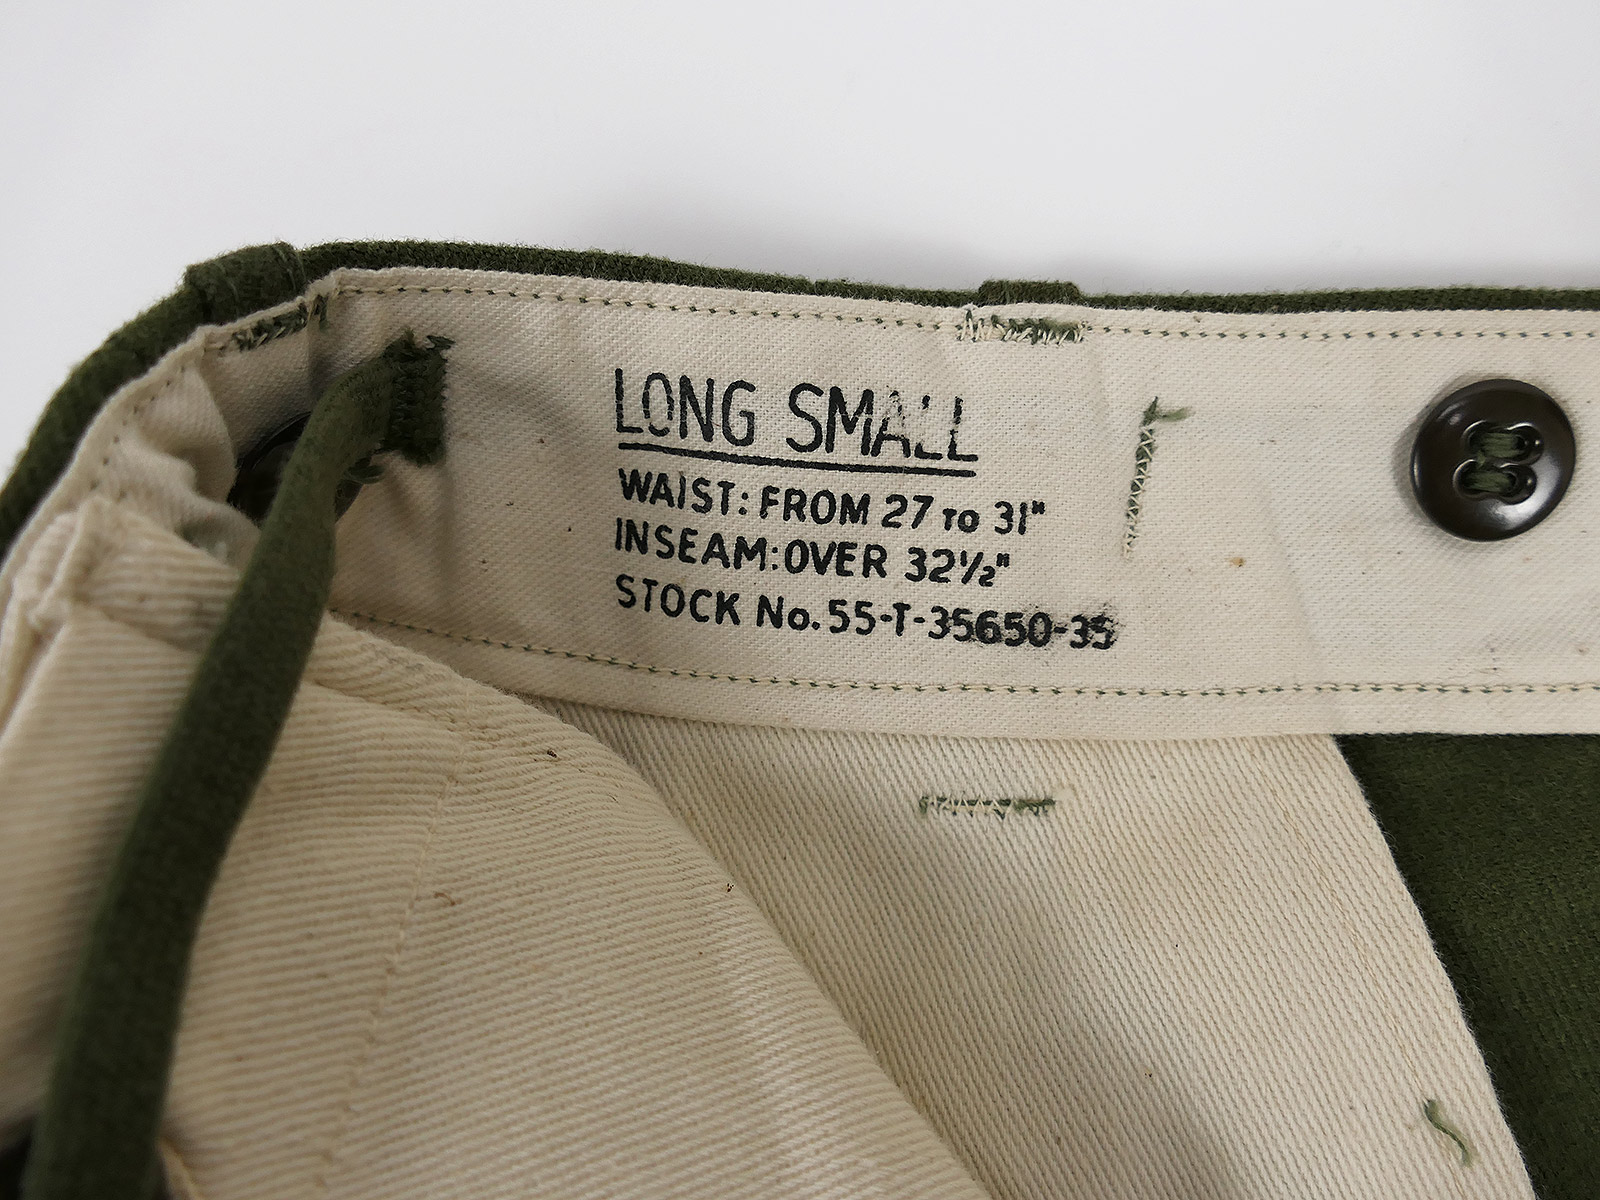 LONG SMALL
WAIST: FROM 27 TO 31"
INSEAM: OVER 32½"
STOCK No. 55-T-35650-35